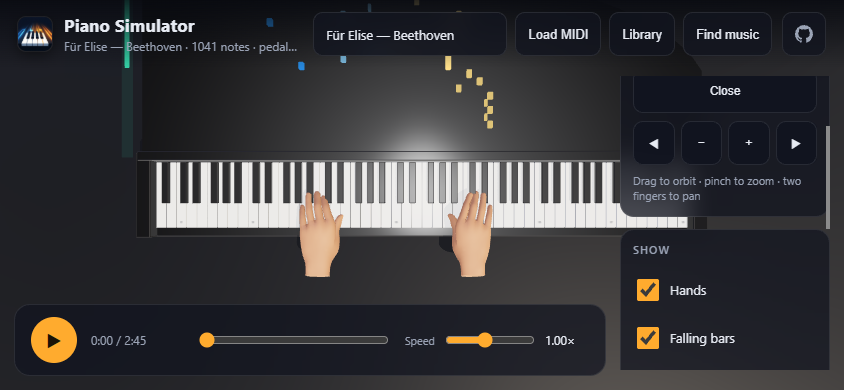 Piano Simulator
Für Elise — Beethoven · 1041 notes · pedal...
Für Elise — Beethoven
Load MIDI
Library
Find music
Close
− +
Drag to orbit · pinch to zoom · two
fingers to pan
SHOW
Hands
Falling bars
0:00 / 2:45
Speed
1.00×